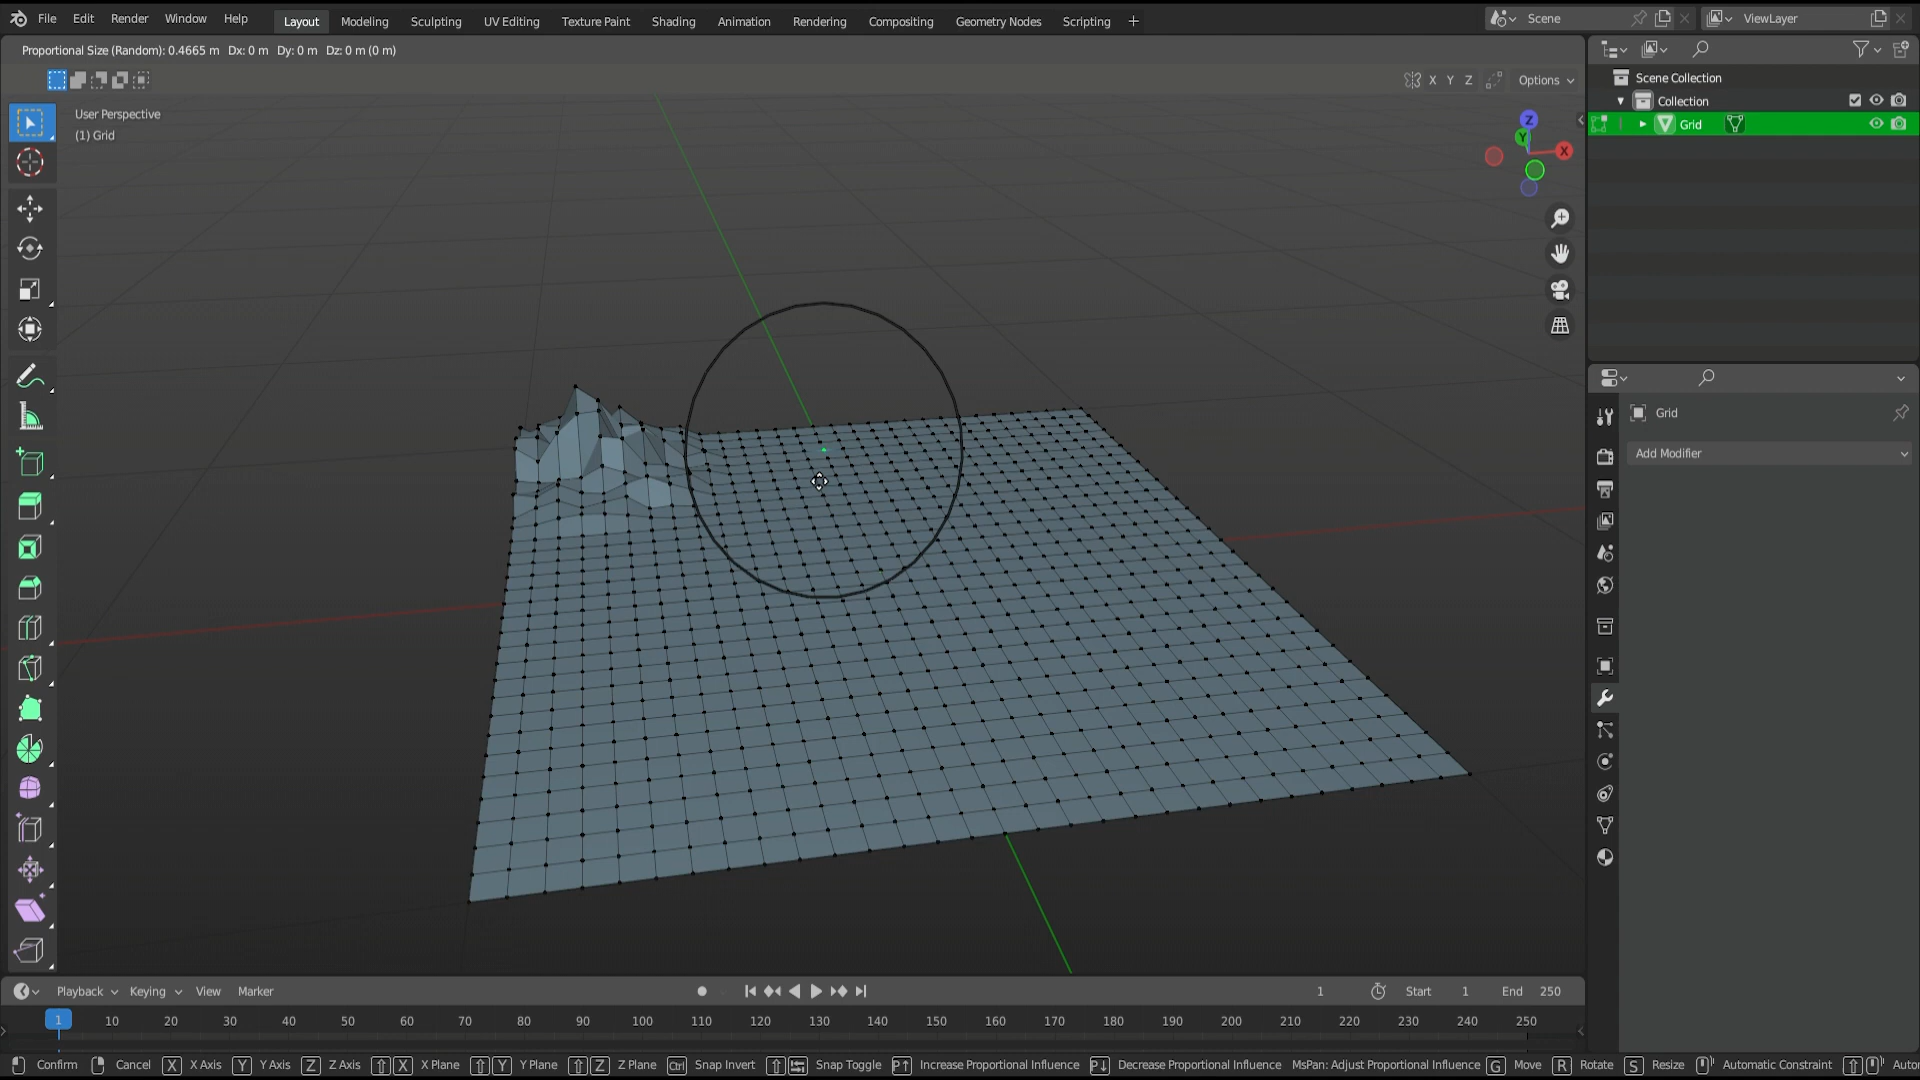 File Edit Render Window Help Layout Modeling Sculpting UV Editing Texture Paint Shading Animation Rendering Compositing Geometry Nodes Scripting + Scene ViewLayer
Proportional Size (Random): 0.4665 m Dx: 0 m Dy: 0 m Dz: 0 m (0 m)
X Y Z Options
User Perspective
(1) Grid
Z
Y
X
Scene Collection
Collection
Grid
Grid
Add Modifier
Playback Keying View Marker 1 Start 1 End 250
1 10 20 30 40 50 60 70 80 90 100 110 120 130 140 150 160 170 180 190 200 210 220 230 240 250
Confirm Cancel X X Axis Y Y Axis Z Z Axis X X Plane Y Y Plane Z Z Plane Ctrl Snap Invert Snap Toggle P↑ Increase Proportional Influence P↓ Decrease Proportional Influence MsPan: Adjust Proportional Influence G Move R Rotate S Resize Automatic Constraint Auto